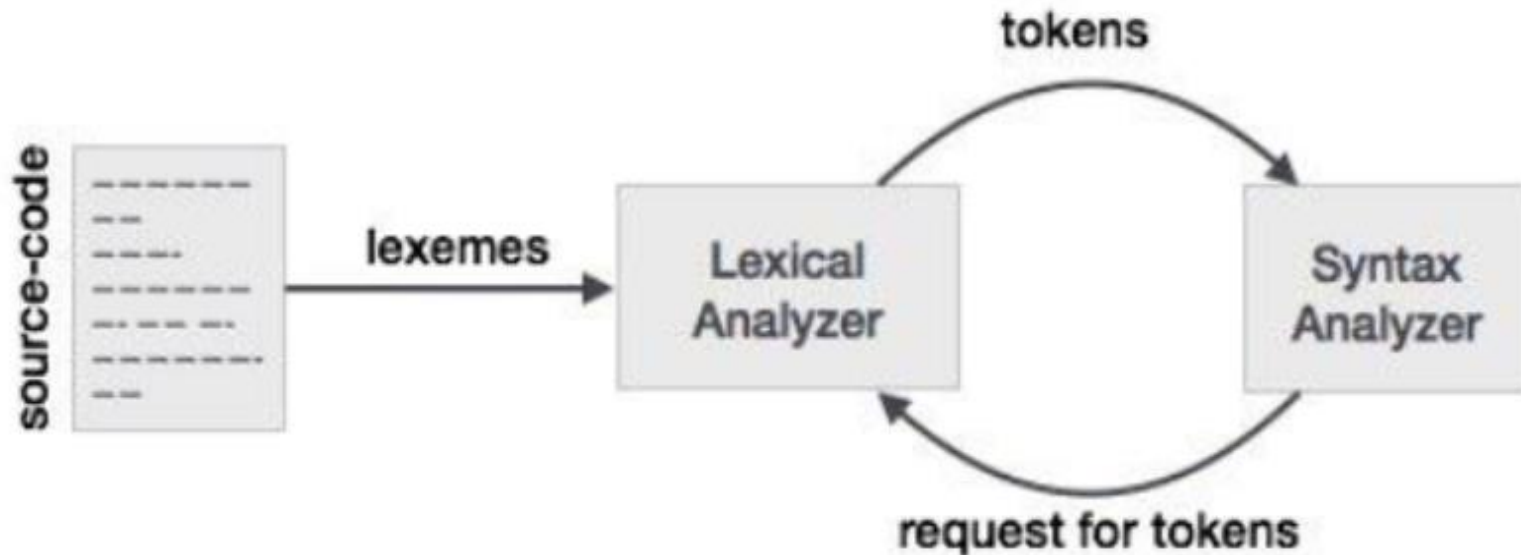 tokens
source-code
lexemes
Lexical
Analyzer
Syntax
Analyzer
request for tokens